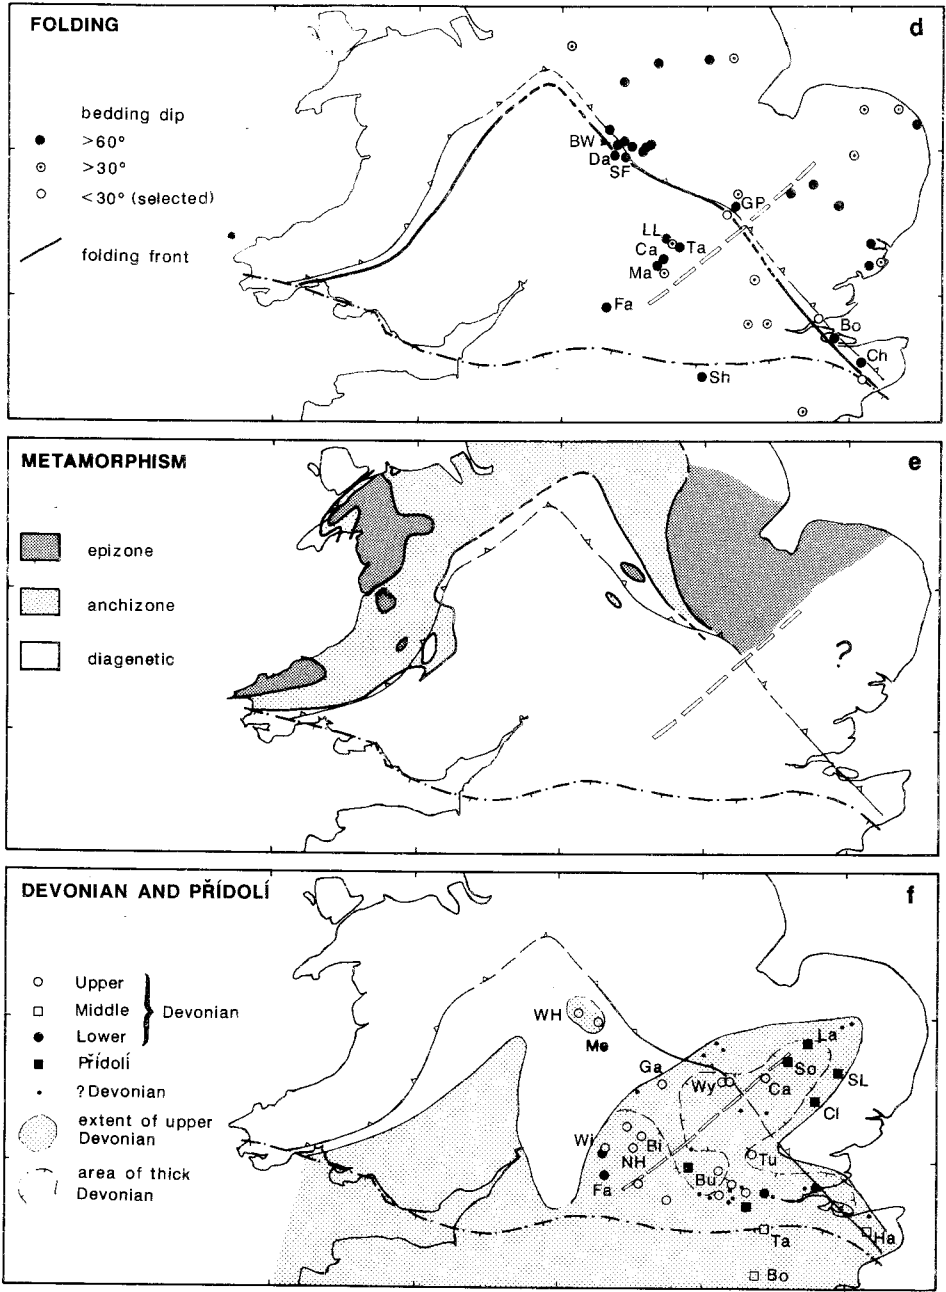 FOLDING
d
bedding dip
>60°
>30°
<30° (selected)
folding front
BW
Da
SF
GP
LL
Ca
Ta
Ma
Fa
Bo
Ch
Sh
METAMORPHISM
e
epizone
anchizone
diagenetic
?
DEVONIAN AND PŘÍDOLÍ
f
Upper
Middle
Devonian
Lower
Přídolí
?Devonian
extent of upper
Devonian
area of thick
Devonian
WH
Me
La
Ga
So
Wy
Ca
SL
Cl
Wi
Bi
NH
Tu
Fa
Bu
Ta
Ha
Bo